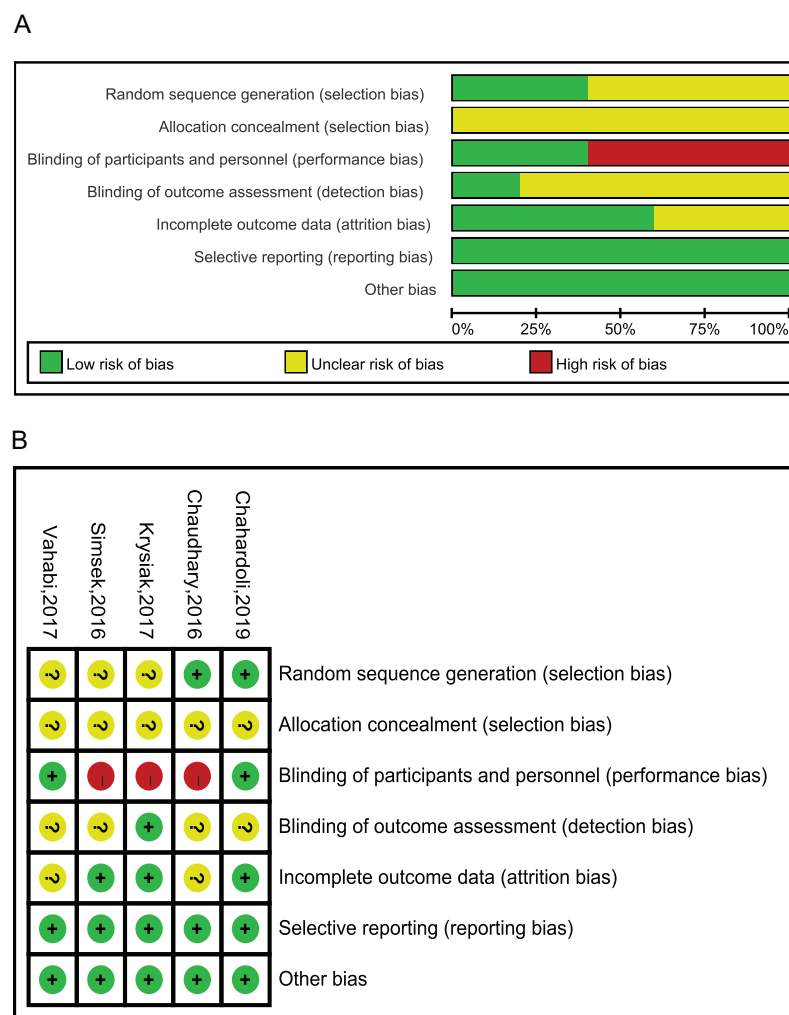 A
Random sequence generation (selection bias)
Allocation concealment (selection bias)
Blinding of participants and personnel (performance bias)
Blinding of outcome assessment (detection bias)
Incomplete outcome data (attrition bias)
Selective reporting (reporting bias)
Other bias
0% 25% 50% 75% 100%
Low risk of bias Unclear risk of bias High risk of bias
B
Vahabi,2017 Simsek,2016 Krysiak,2017 Chaudhary,2016 Chahardoli,2019
? ? ? + + Random sequence generation (selection bias)
? ? ? ? ? Allocation concealment (selection bias)
+ – – – + Blinding of participants and personnel (performance bias)
? ? + ? ? Blinding of outcome assessment (detection bias)
? + + ? + Incomplete outcome data (attrition bias)
+ + + + + Selective reporting (reporting bias)
+ + + + + Other bias